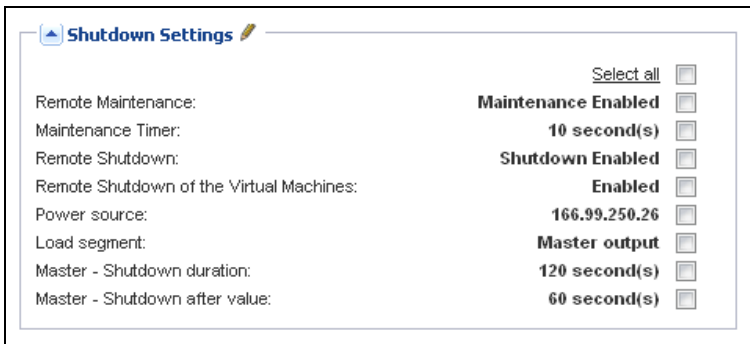 Shutdown Settings
Select all
Remote Maintenance: Maintenance Enabled
Maintenance Timer: 10 second(s)
Remote Shutdown: Shutdown Enabled
Remote Shutdown of the Virtual Machines: Enabled
Power source: 166.99.250.26
Load segment: Master output
Master - Shutdown duration: 120 second(s)
Master - Shutdown after value: 60 second(s)